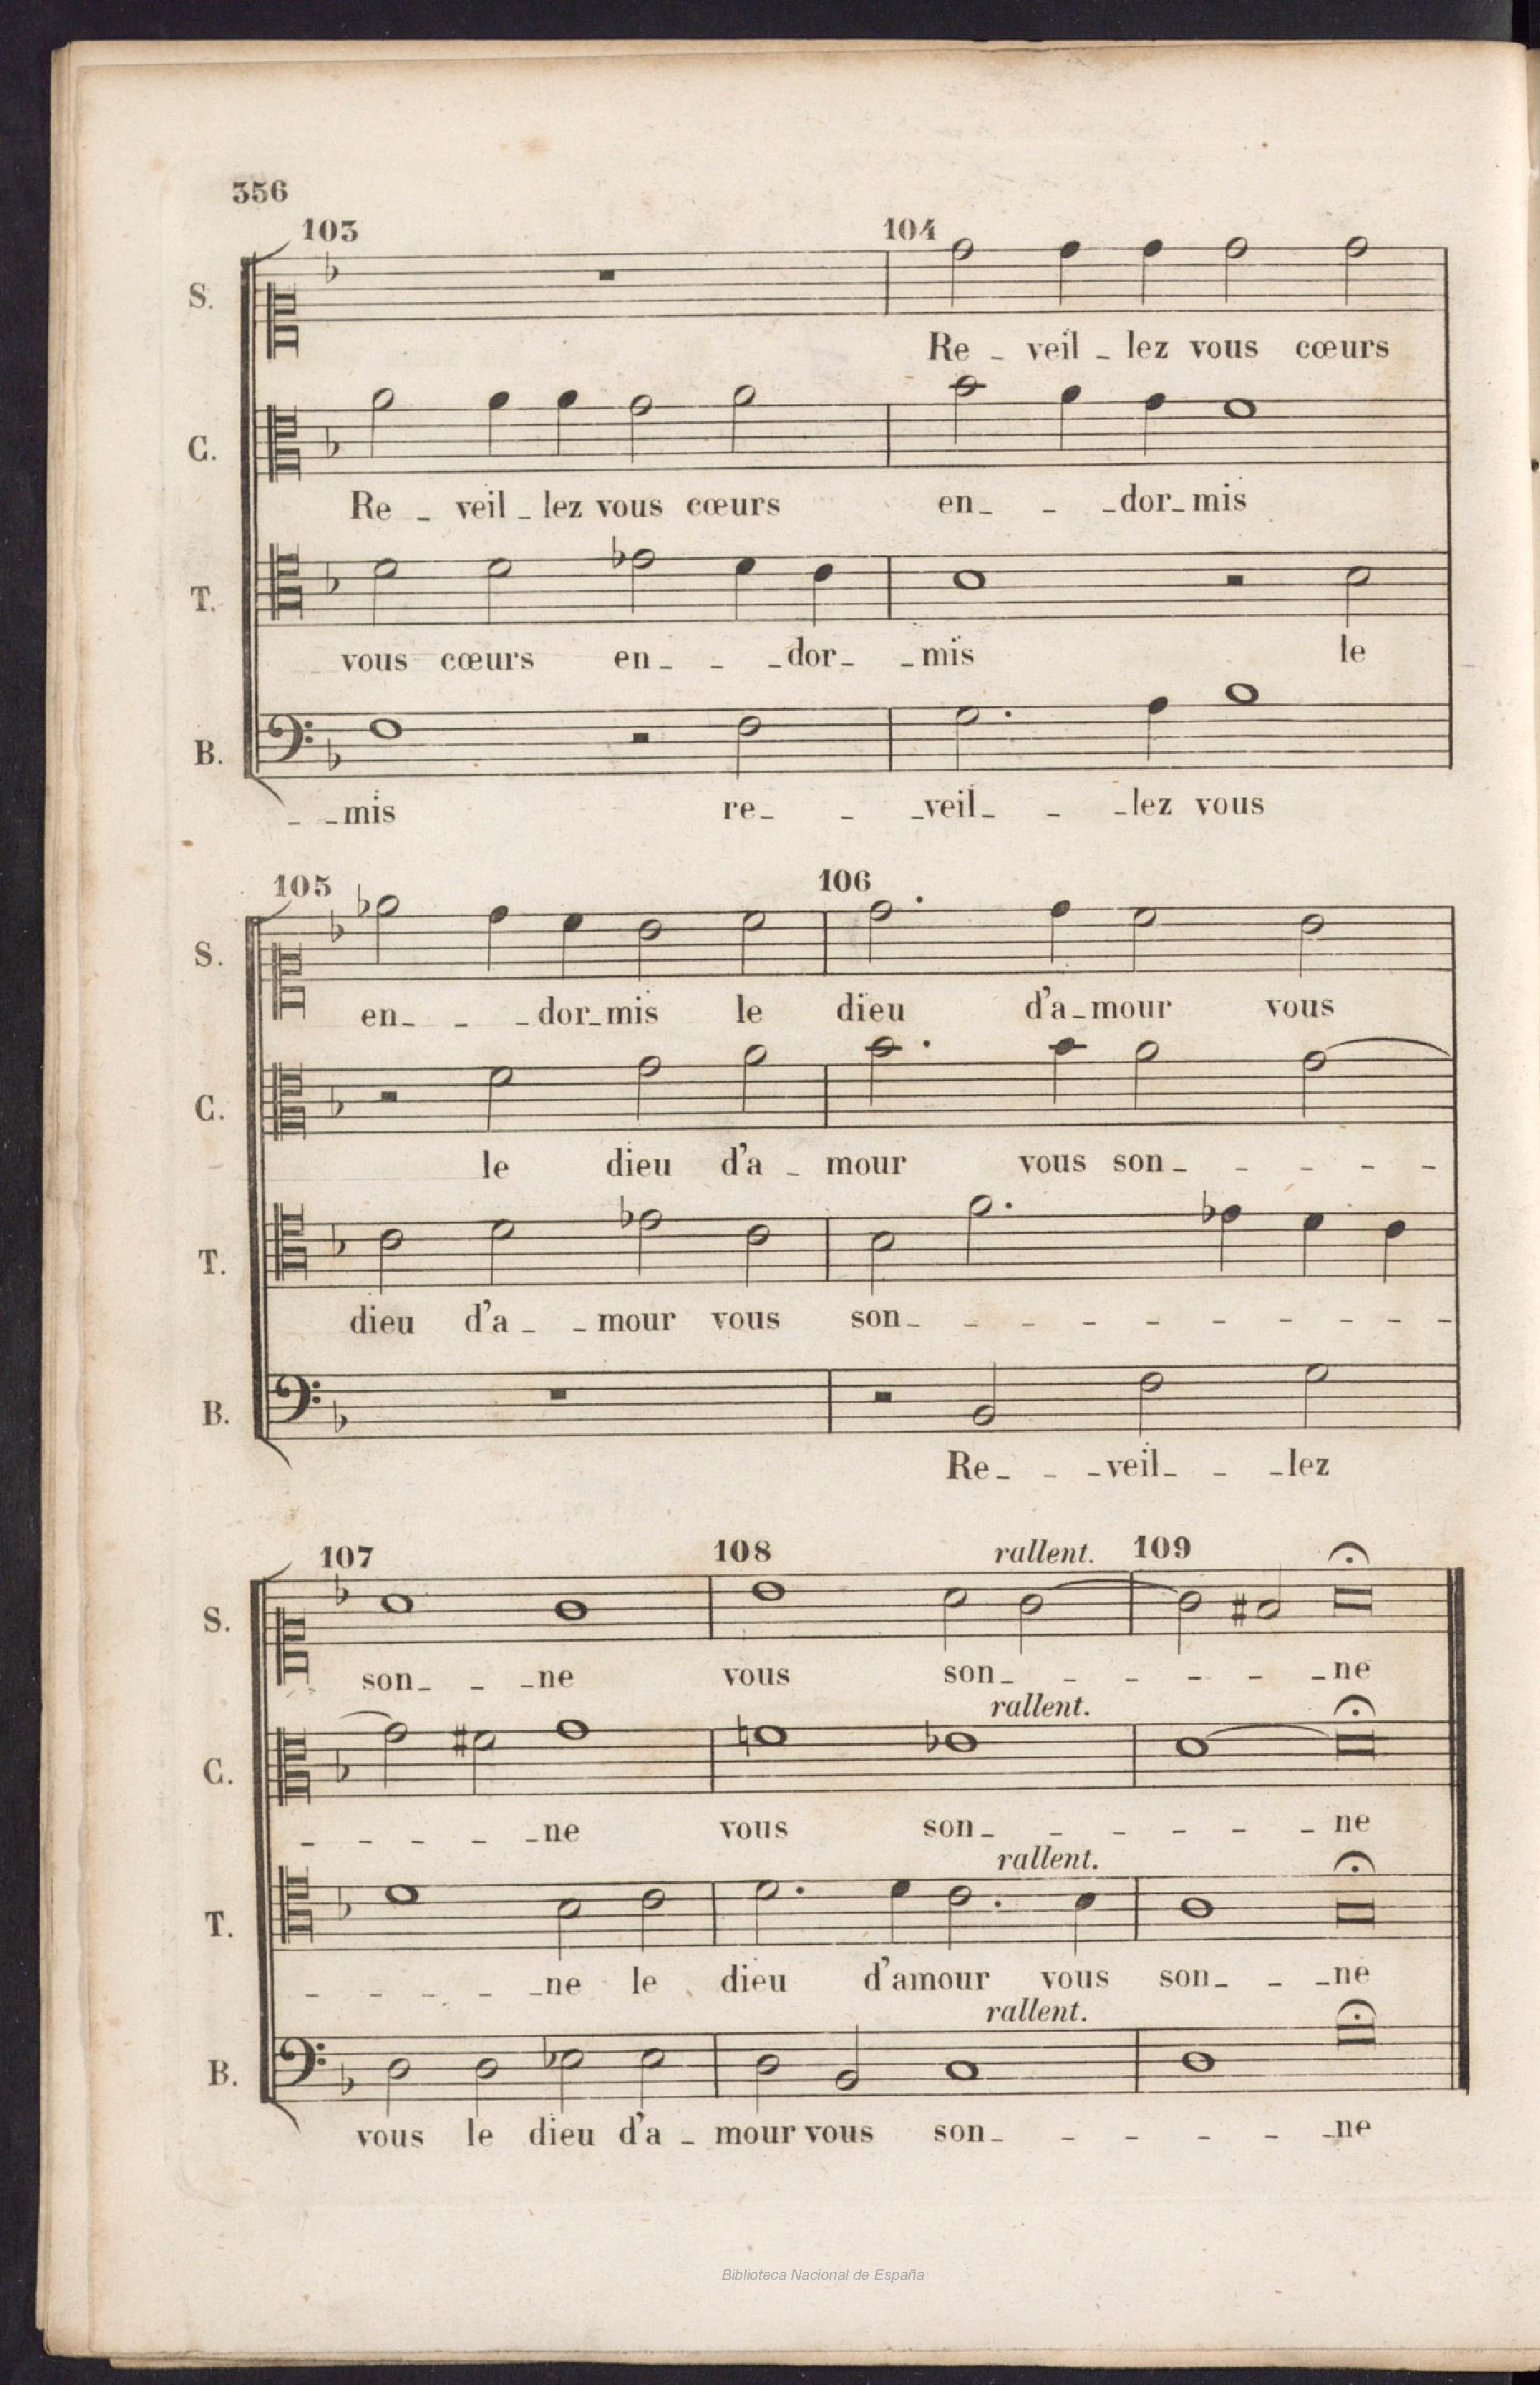 356
103 104
S.
Re _ veil _ lez vous cœurs
C.
Re _ veil _ lez vous cœurs en_ _ _dor_mis
T.
vous cœurs en_ _ _dor_ _mis le
B.
_ _mis re_ _ _veil_ _ _lez vous
105 106
S.
en_ _ _dor_mis le dieu d'a_mour vous
C.
le dieu d'a _ mour vous son_ _ _ _ _
T.
dieu d'a _ _mour vous son_ _ _ _ _ _ _ _ _
B.
Re_ _ _veil_ _ _lez
107 108 rallent. 109
S.
son_ _ _ne vous son_ _ _ _ _ _ne
rallent.
C.
_ _ _ _ _ne vous son_ _ _ _ _ _ ne
rallent.
T.
_ _ _ _ _ne le dieu d'amour vous son_ _ _ne
rallent.
B.
vous le dieu d'a _ mour vous son_ _ _ _ _ _ne
Biblioteca Nacional de España